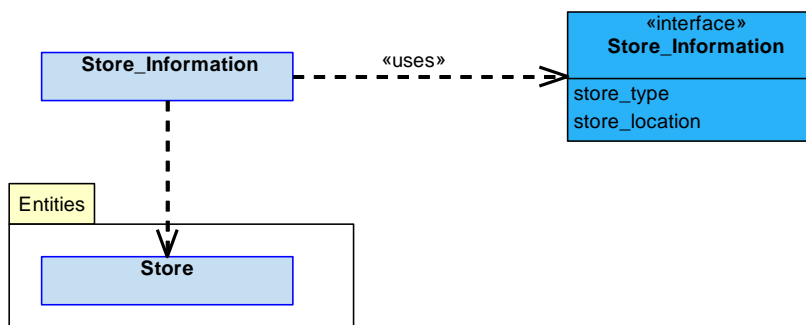 «interface»
Store_Information
Store_Information
«uses»
store_type
store_location
Entities
Store